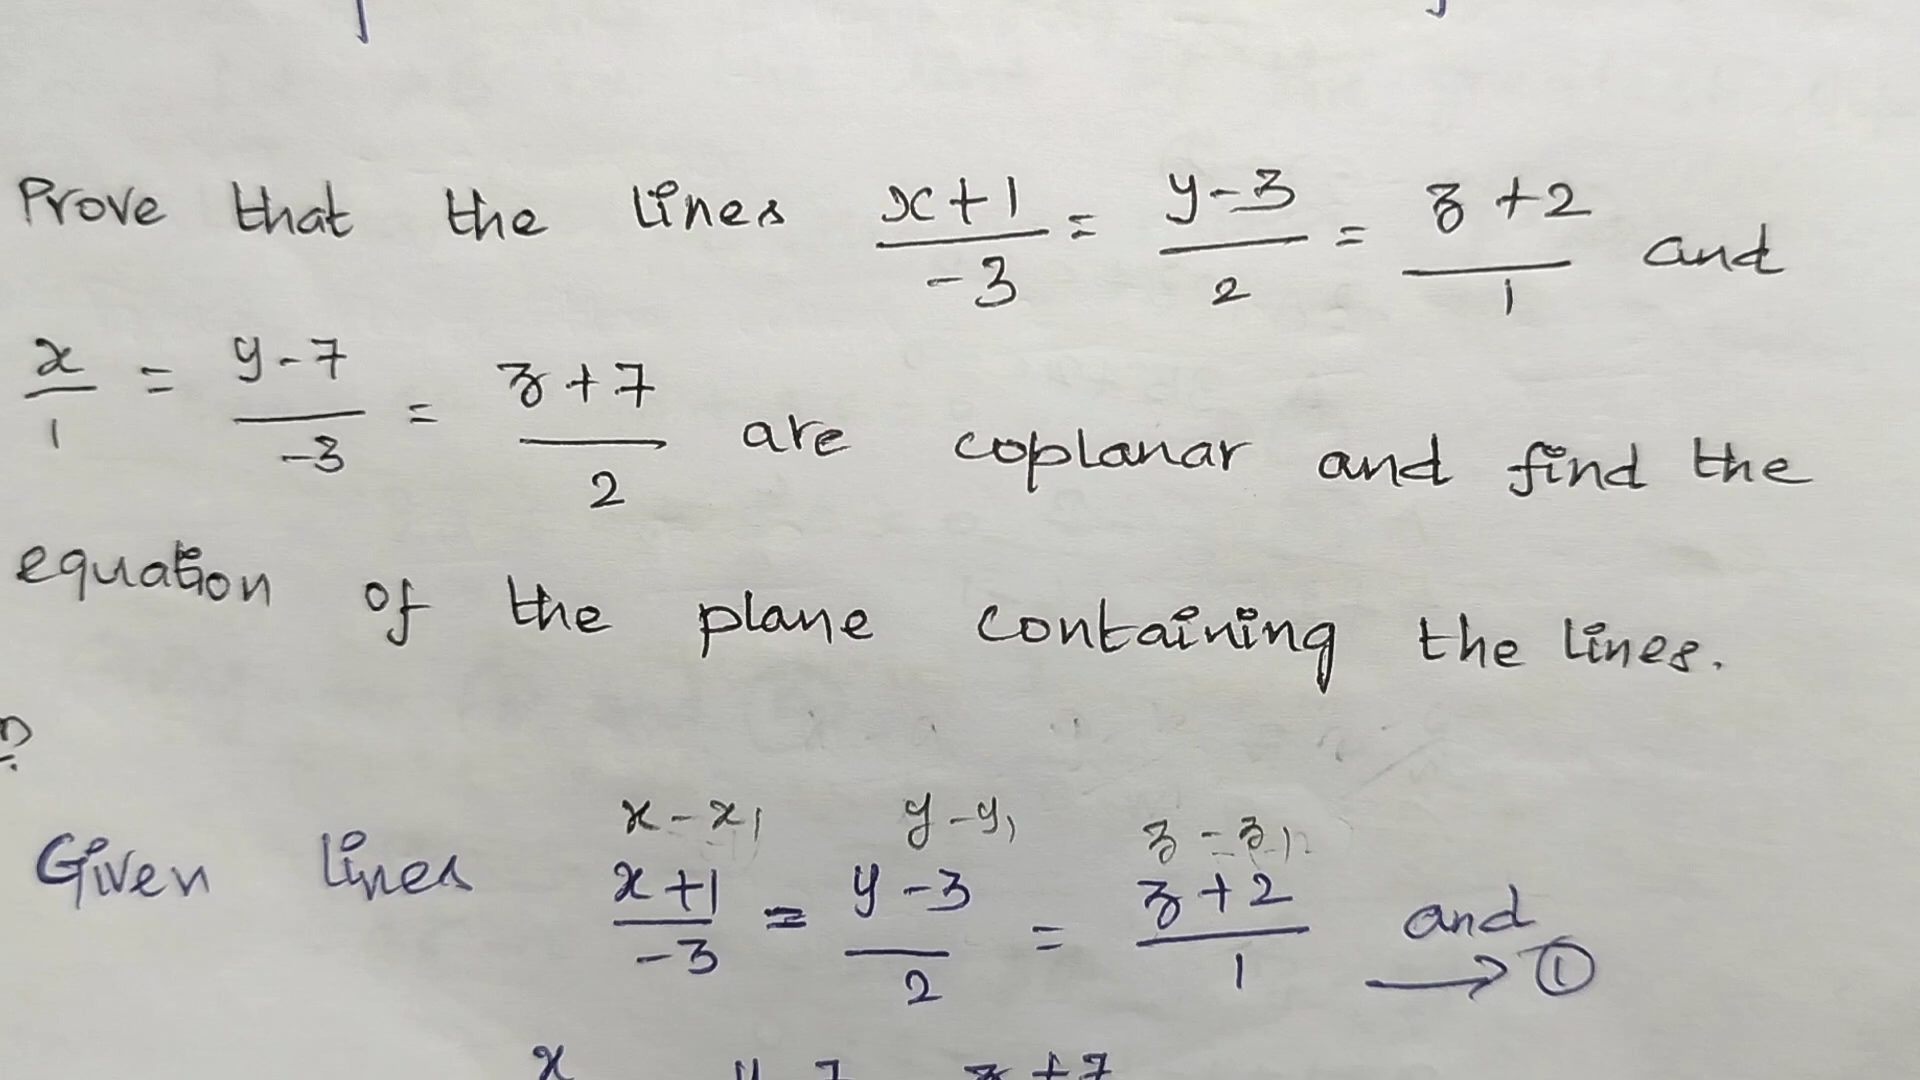 Prove that the lines x+1/-3 = y-3/2 = z+2/1 and
x/1 = y-7/-3 = z+7/2 are coplanar and find the
equation of the plane containing the lines.
x-x1 y-y1 z-z1
Given lines x+1/-3 = y-3/2 = z+2/1 and → ①
x y-7 z+7